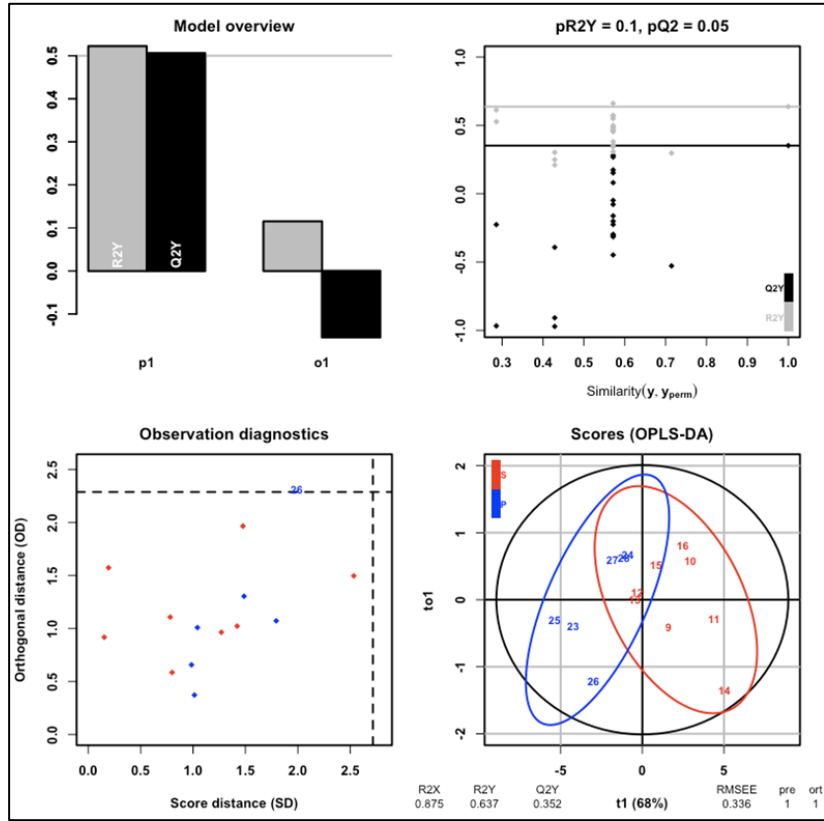 Model overview
0.5
0.4
0.3
0.2
0.1
0.0
-0.1
R2Y
Q2Y
p1
o1
pR2Y = 0.1, pQ2 = 0.05
1.0
0.5
0.0
-0.5
-1.0
Q2Y
R2Y
0.3 0.4 0.5 0.6 0.7 0.8 0.9 1.0
Similarity(y, yperm)
Observation diagnostics
Orthogonal distance (OD)
2.5
2.0
1.5
1.0
0.5
0.0
26
0.0 0.5 1.0 1.5 2.0 2.5
Score distance (SD)
Scores (OPLS-DA)
to1
2
1
0
-1
-2
S
P
16
27 24
10
15
12
25
23
9
11
26
14
-5 0 5
R2X R2Y Q2Y RMSEE pre ort
0.875 0.637 0.352 t1 (68%) 0.336 1 1